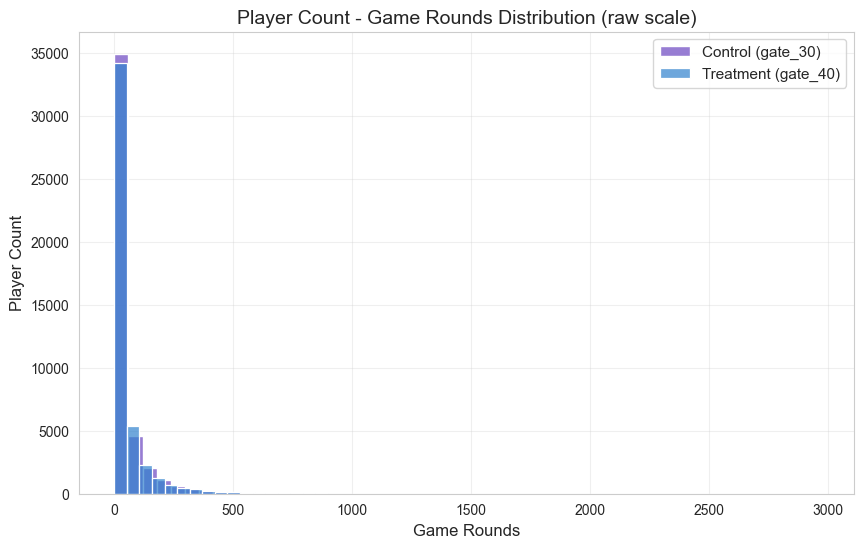 Player Count - Game Rounds Distribution (raw scale)
Control (gate_30)
Treatment (gate_40)
35000
30000
25000
20000
15000
10000
5000
0
Player Count
0 500 1000 1500 2000 2500 3000
Game Rounds